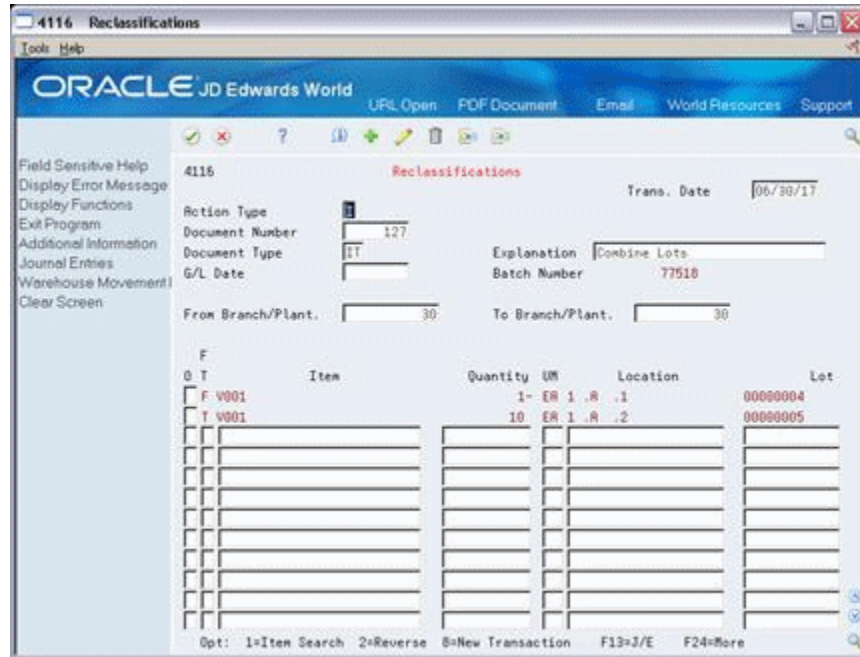 4116 Reclassifications
Tools Help
ORACLE JD Edwards World
URL Open PDF Document Email World Resources Support
Field Sensitive Help
Display Error Message
Display Functions
Exit Program
Additional Information
Journal Entries
Warehouse Movement
Clear Screen
4116 Reclassifications
Trans. Date 06/30/17
Action Type I
Document Number 127
Document Type IT Explanation Combine Lots
G/L Date Batch Number 77518
From Branch/Plant. 30 To Branch/Plant. 30
F
O T Item Quantity UM Location Lot
F V001 1- EA 1 .A .1 00000004
T V001 10 EA 1 .A .2 00000005
Opt: 1=Item Search 2=Reverse 8=New Transaction F13=J/E F24=More